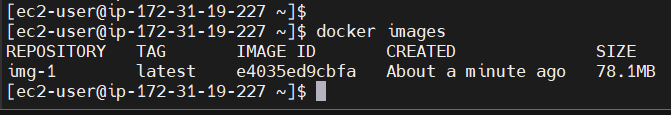 [ec2-user@ip-172-31-19-227 ~]$
[ec2-user@ip-172-31-19-227 ~]$ docker images
REPOSITORY TAG IMAGE ID CREATED SIZE
img-1 latest e4035ed9cbfa About a minute ago 78.1MB
[ec2-user@ip-172-31-19-227 ~]$